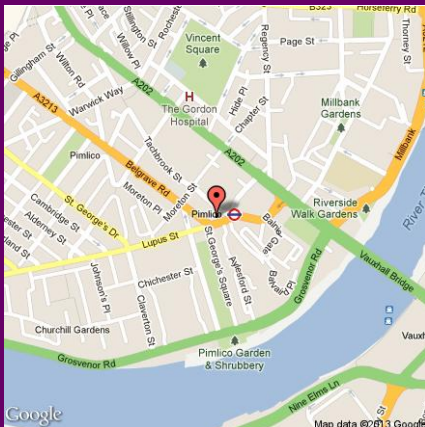 B323
Horseferry Rd
Stillington St
Rochester
Page St
Thorney St
Vincent
Square
Regency St
Willow Pl
Gillingham St
Wilton Rd
A202
A3213
Warwick Way
H
The Gordon
Hospital
Hide Pl
Chapter St
Millbank
Gardens
Millbank
Tachbrook St
A202
Pimlico
Belgrave Rd
Moreton St
Moreton Pl
Riverside
Walk Gardens
River T
Cambridge St
Alderney St
St. George's Dr
Pimlico
Lupus St
Balniel Gate
Vauxhall Bridge
St George's Square
Aylesford St
Grosvenor Rd
Chichester St
Johnson's Pl
Claverton St
Churchill Gardens
Grosvenor Rd
Pimlico Garden
& Shrubbery
Nine Elms Ln
Google
Map data ©2013 Google